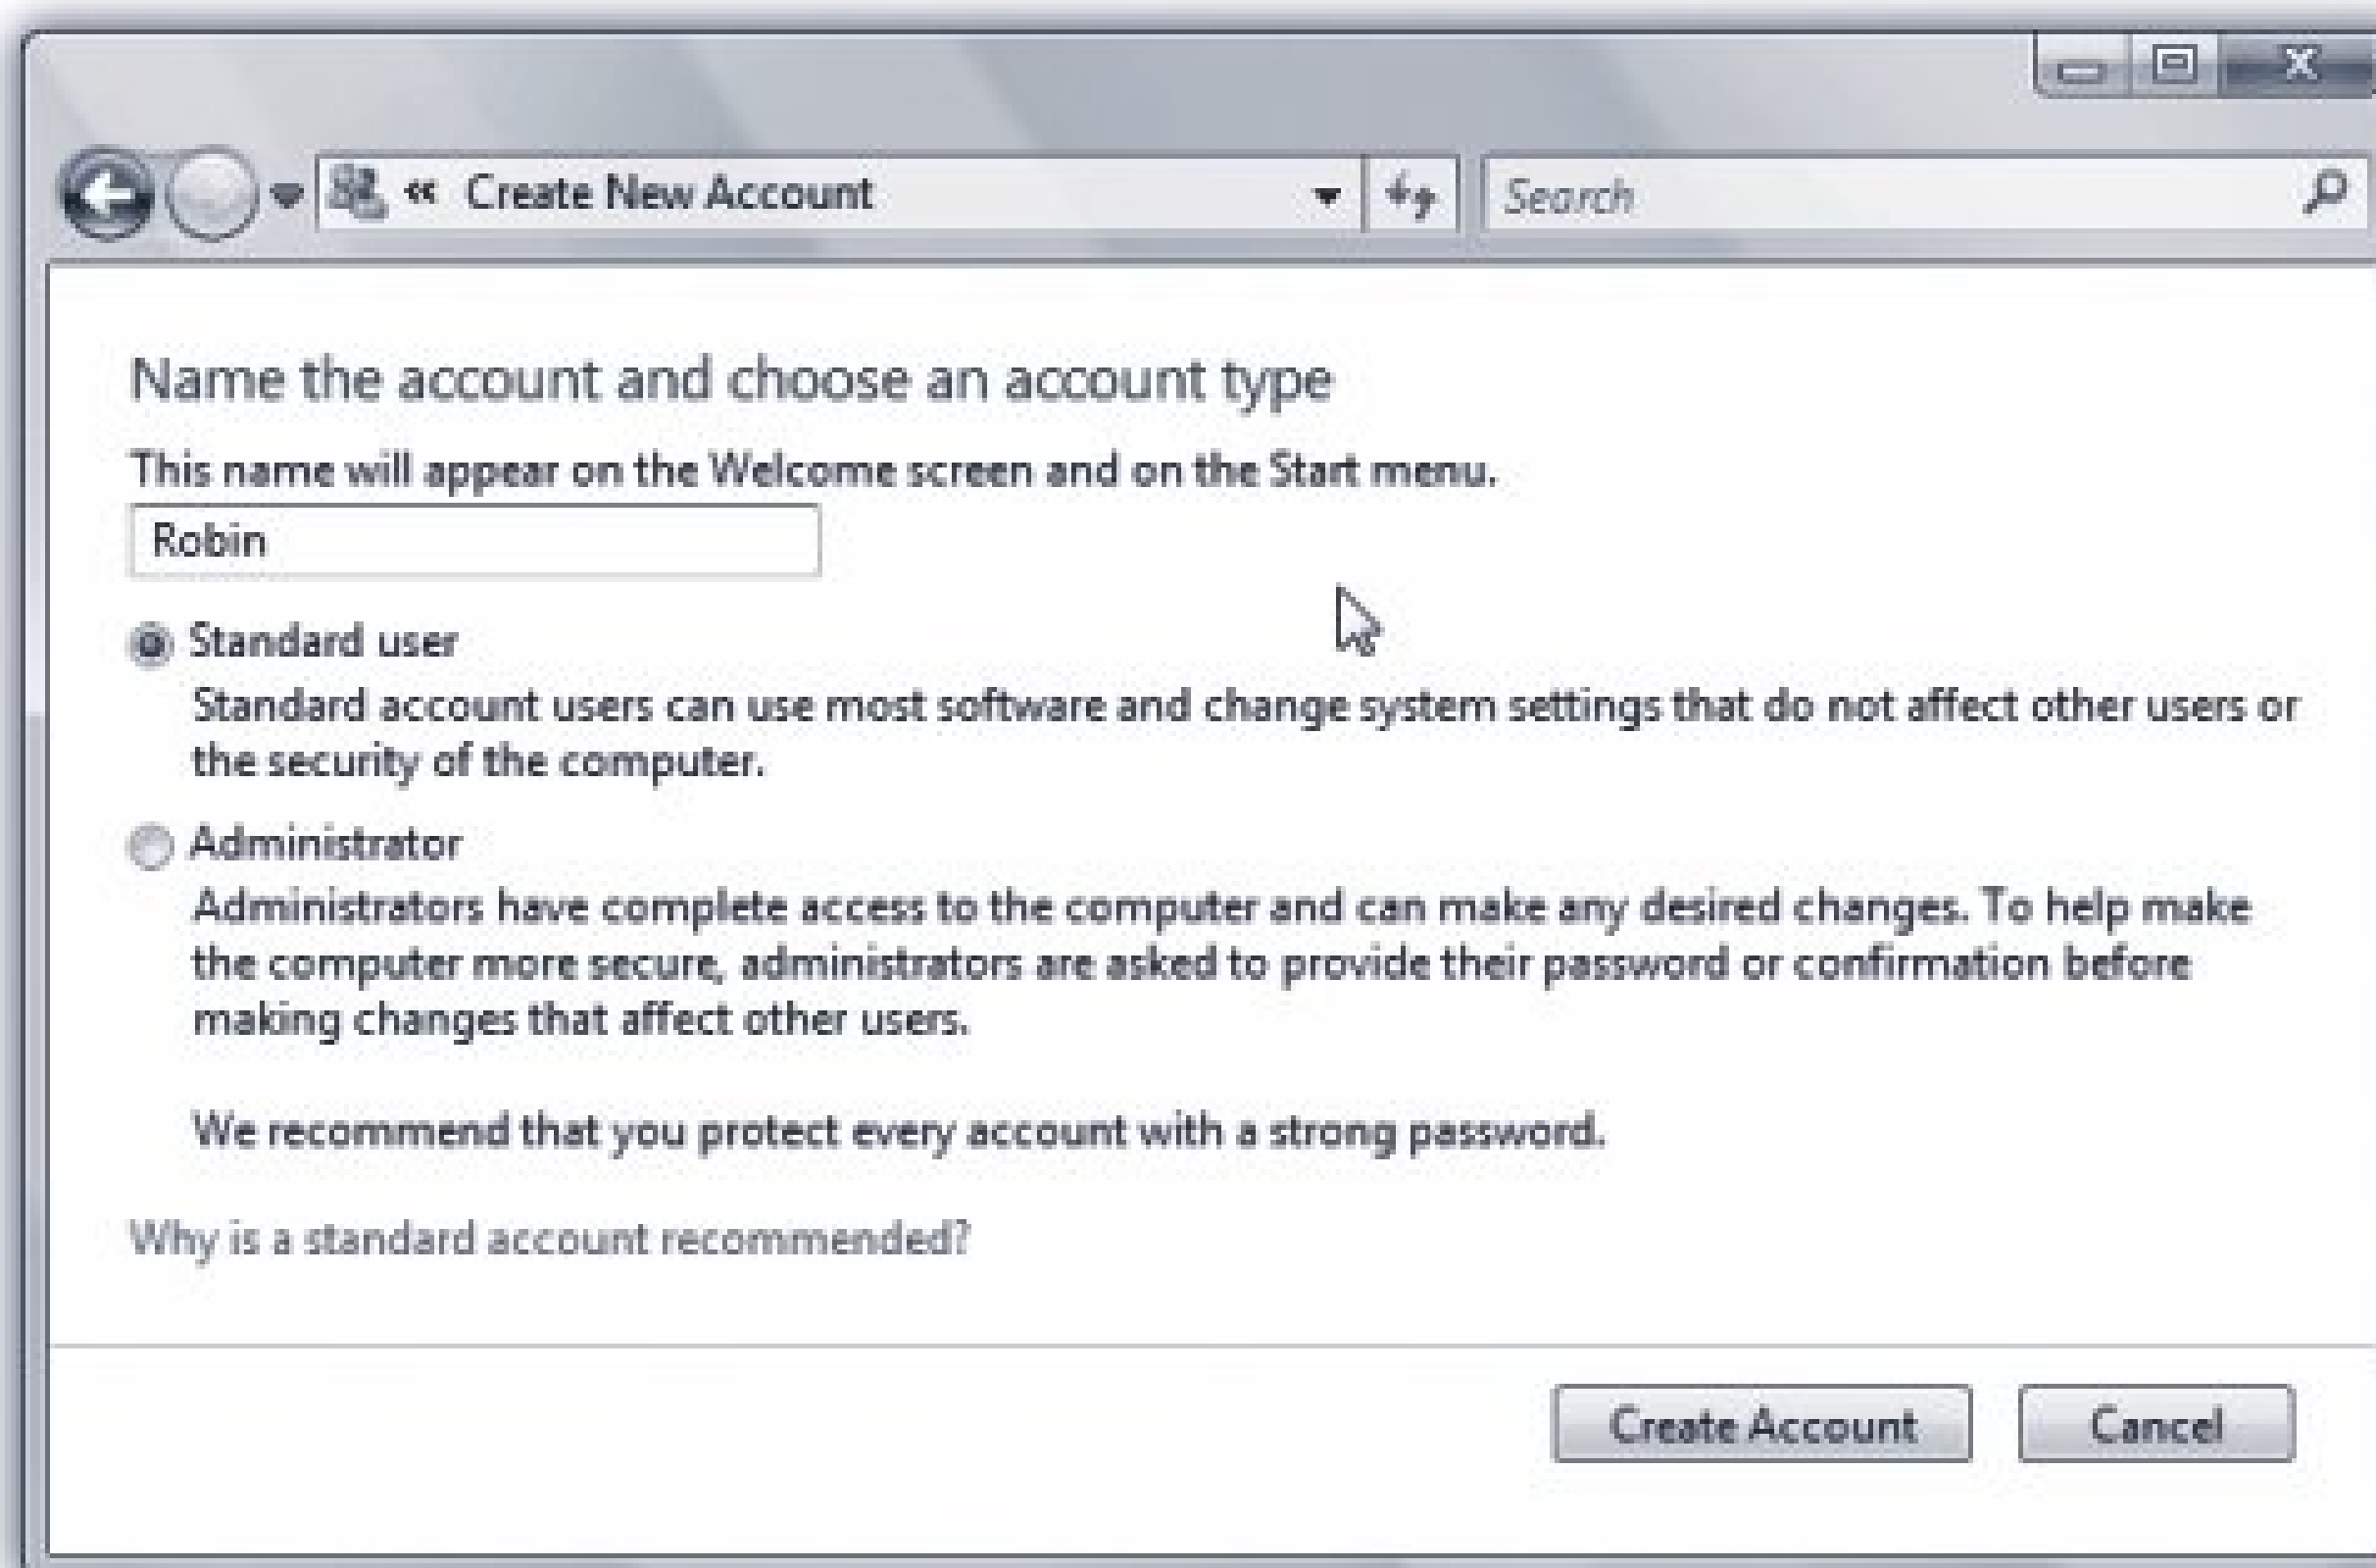 « Create New Account
Search
Name the account and choose an account type
This name will appear on the Welcome screen and on the Start menu.
Robin
Standard user
Standard account users can use most software and change system settings that do not affect other users or
the security of the computer.
Administrator
Administrators have complete access to the computer and can make any desired changes. To help make
the computer more secure, administrators are asked to provide their password or confirmation before
making changes that affect other users.
We recommend that you protect every account with a strong password.
Why is a standard account recommended?
Create Account
Cancel